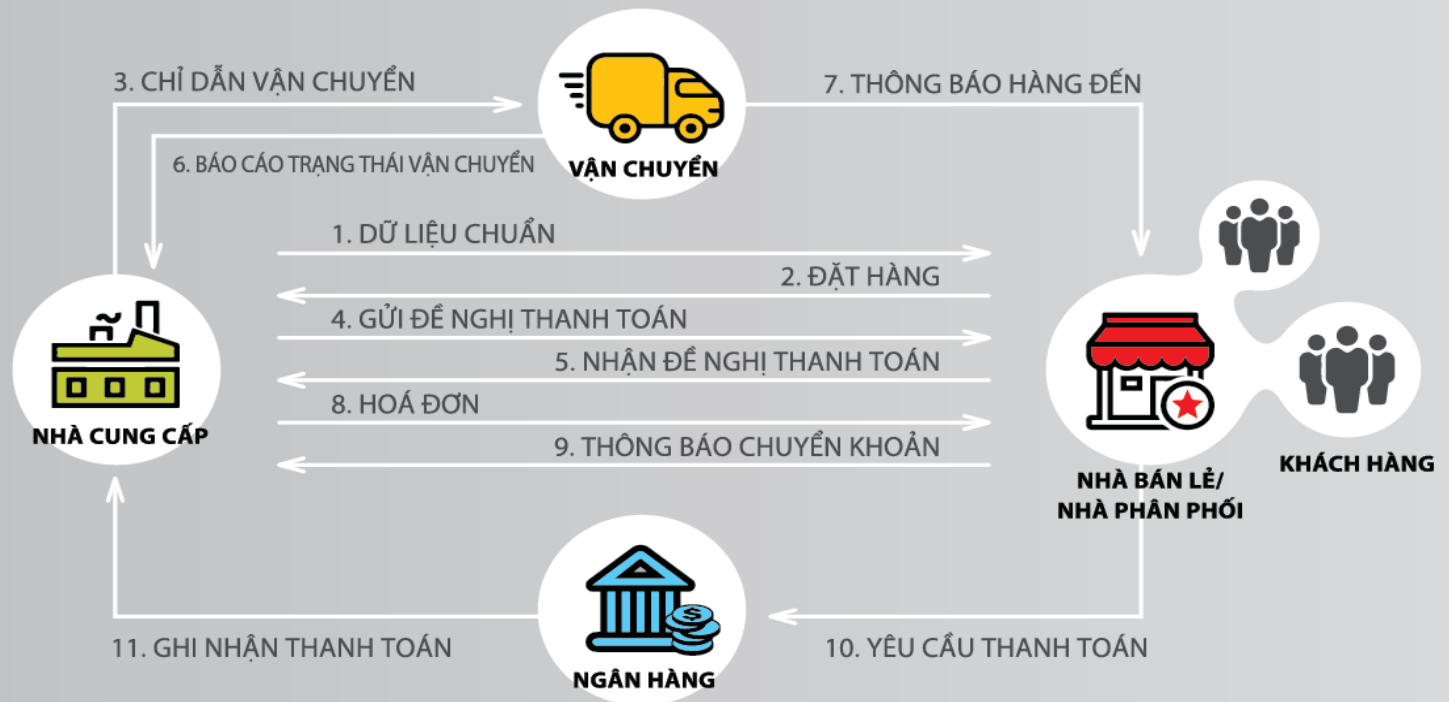 3. CHỈ DẪN VẬN CHUYỂN
7. THÔNG BÁO HÀNG ĐẾN
6. BÁO CÁO TRẠNG THÁI VẬN CHUYỂN
VẬN CHUYỂN
1. DỮ LIỆU CHUẨN
2. ĐẶT HÀNG
4. GỬI ĐỀ NGHỊ THANH TOÁN
5. NHẬN ĐỀ NGHỊ THANH TOÁN
8. HOÁ ĐƠN
9. THÔNG BÁO CHUYỂN KHOẢN
NHÀ CUNG CẤP
KHÁCH HÀNG
NHÀ BÁN LẺ/
NHÀ PHÂN PHỐI
11. GHI NHẬN THANH TOÁN
10. YÊU CẦU THANH TOÁN
$
NGÂN HÀNG